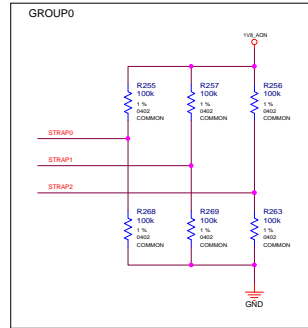 GROUP0
1V8_AON
R255
100k
1 %
0402
COMMON
R257
100k
1 %
0402
COMMON
R256
100k
1 %
0402
COMMON
STRAP0
STRAP1
STRAP2
R268
100k
1 %
0402
COMMON
R269
100k
1 %
0402
COMMON
R263
100k
1 %
0402
COMMON
GND